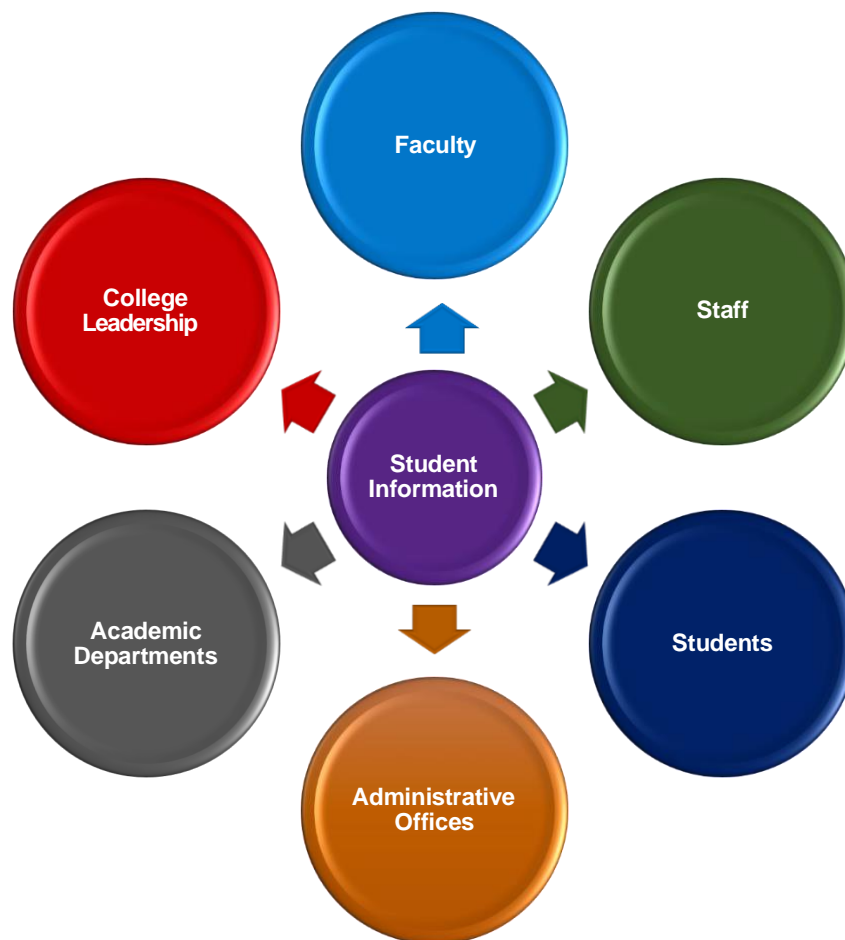 Faculty
College
Leadership
Staff
Student
Information
Academic
Departments
Students
Administrative
Offices